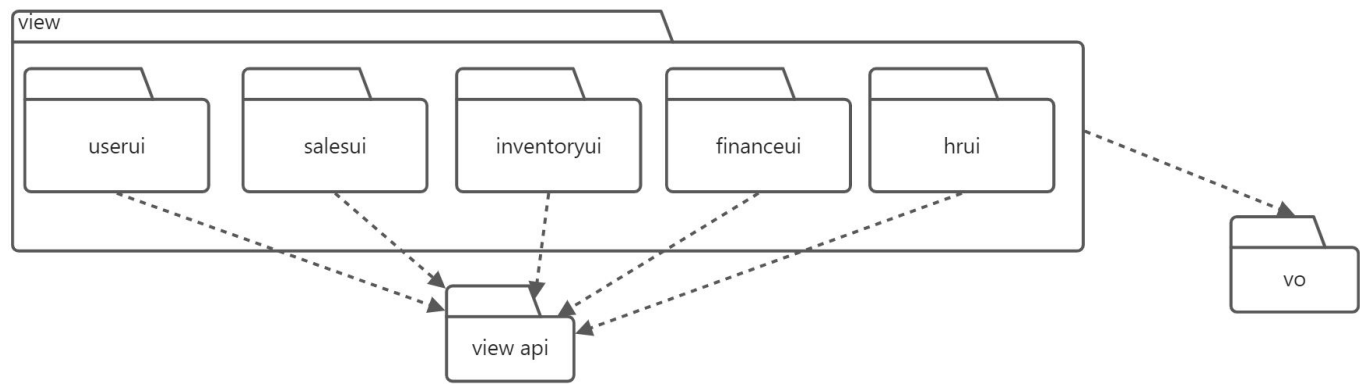 view
userui
salesui
inventoryui
financeui
hrui
vo
view api